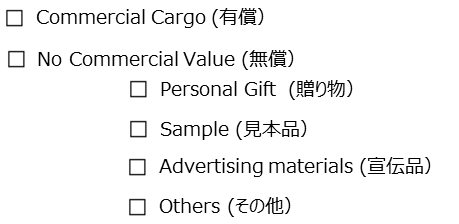 ☐ Commercial Cargo (有償)
☐ No Commercial Value (無償)
☐ Personal Gift (贈り物)
☐ Sample (見本品)
☐ Advertising materials (宣伝品)
☐ Others (その他)